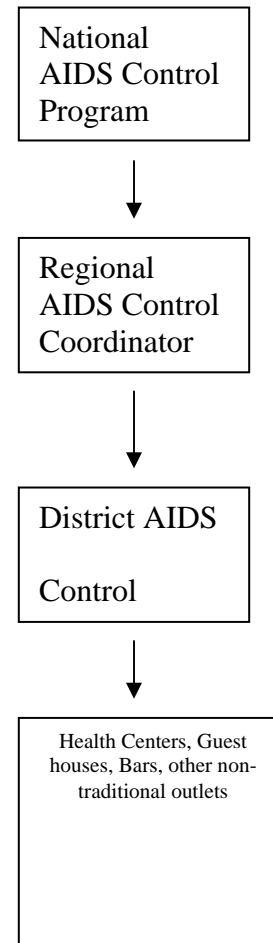 National
AIDS Control
Program
Regional
AIDS Control
Coordinator
District AIDS
Control
Health Centers, Guest
houses, Bars, other non-
traditional outlets